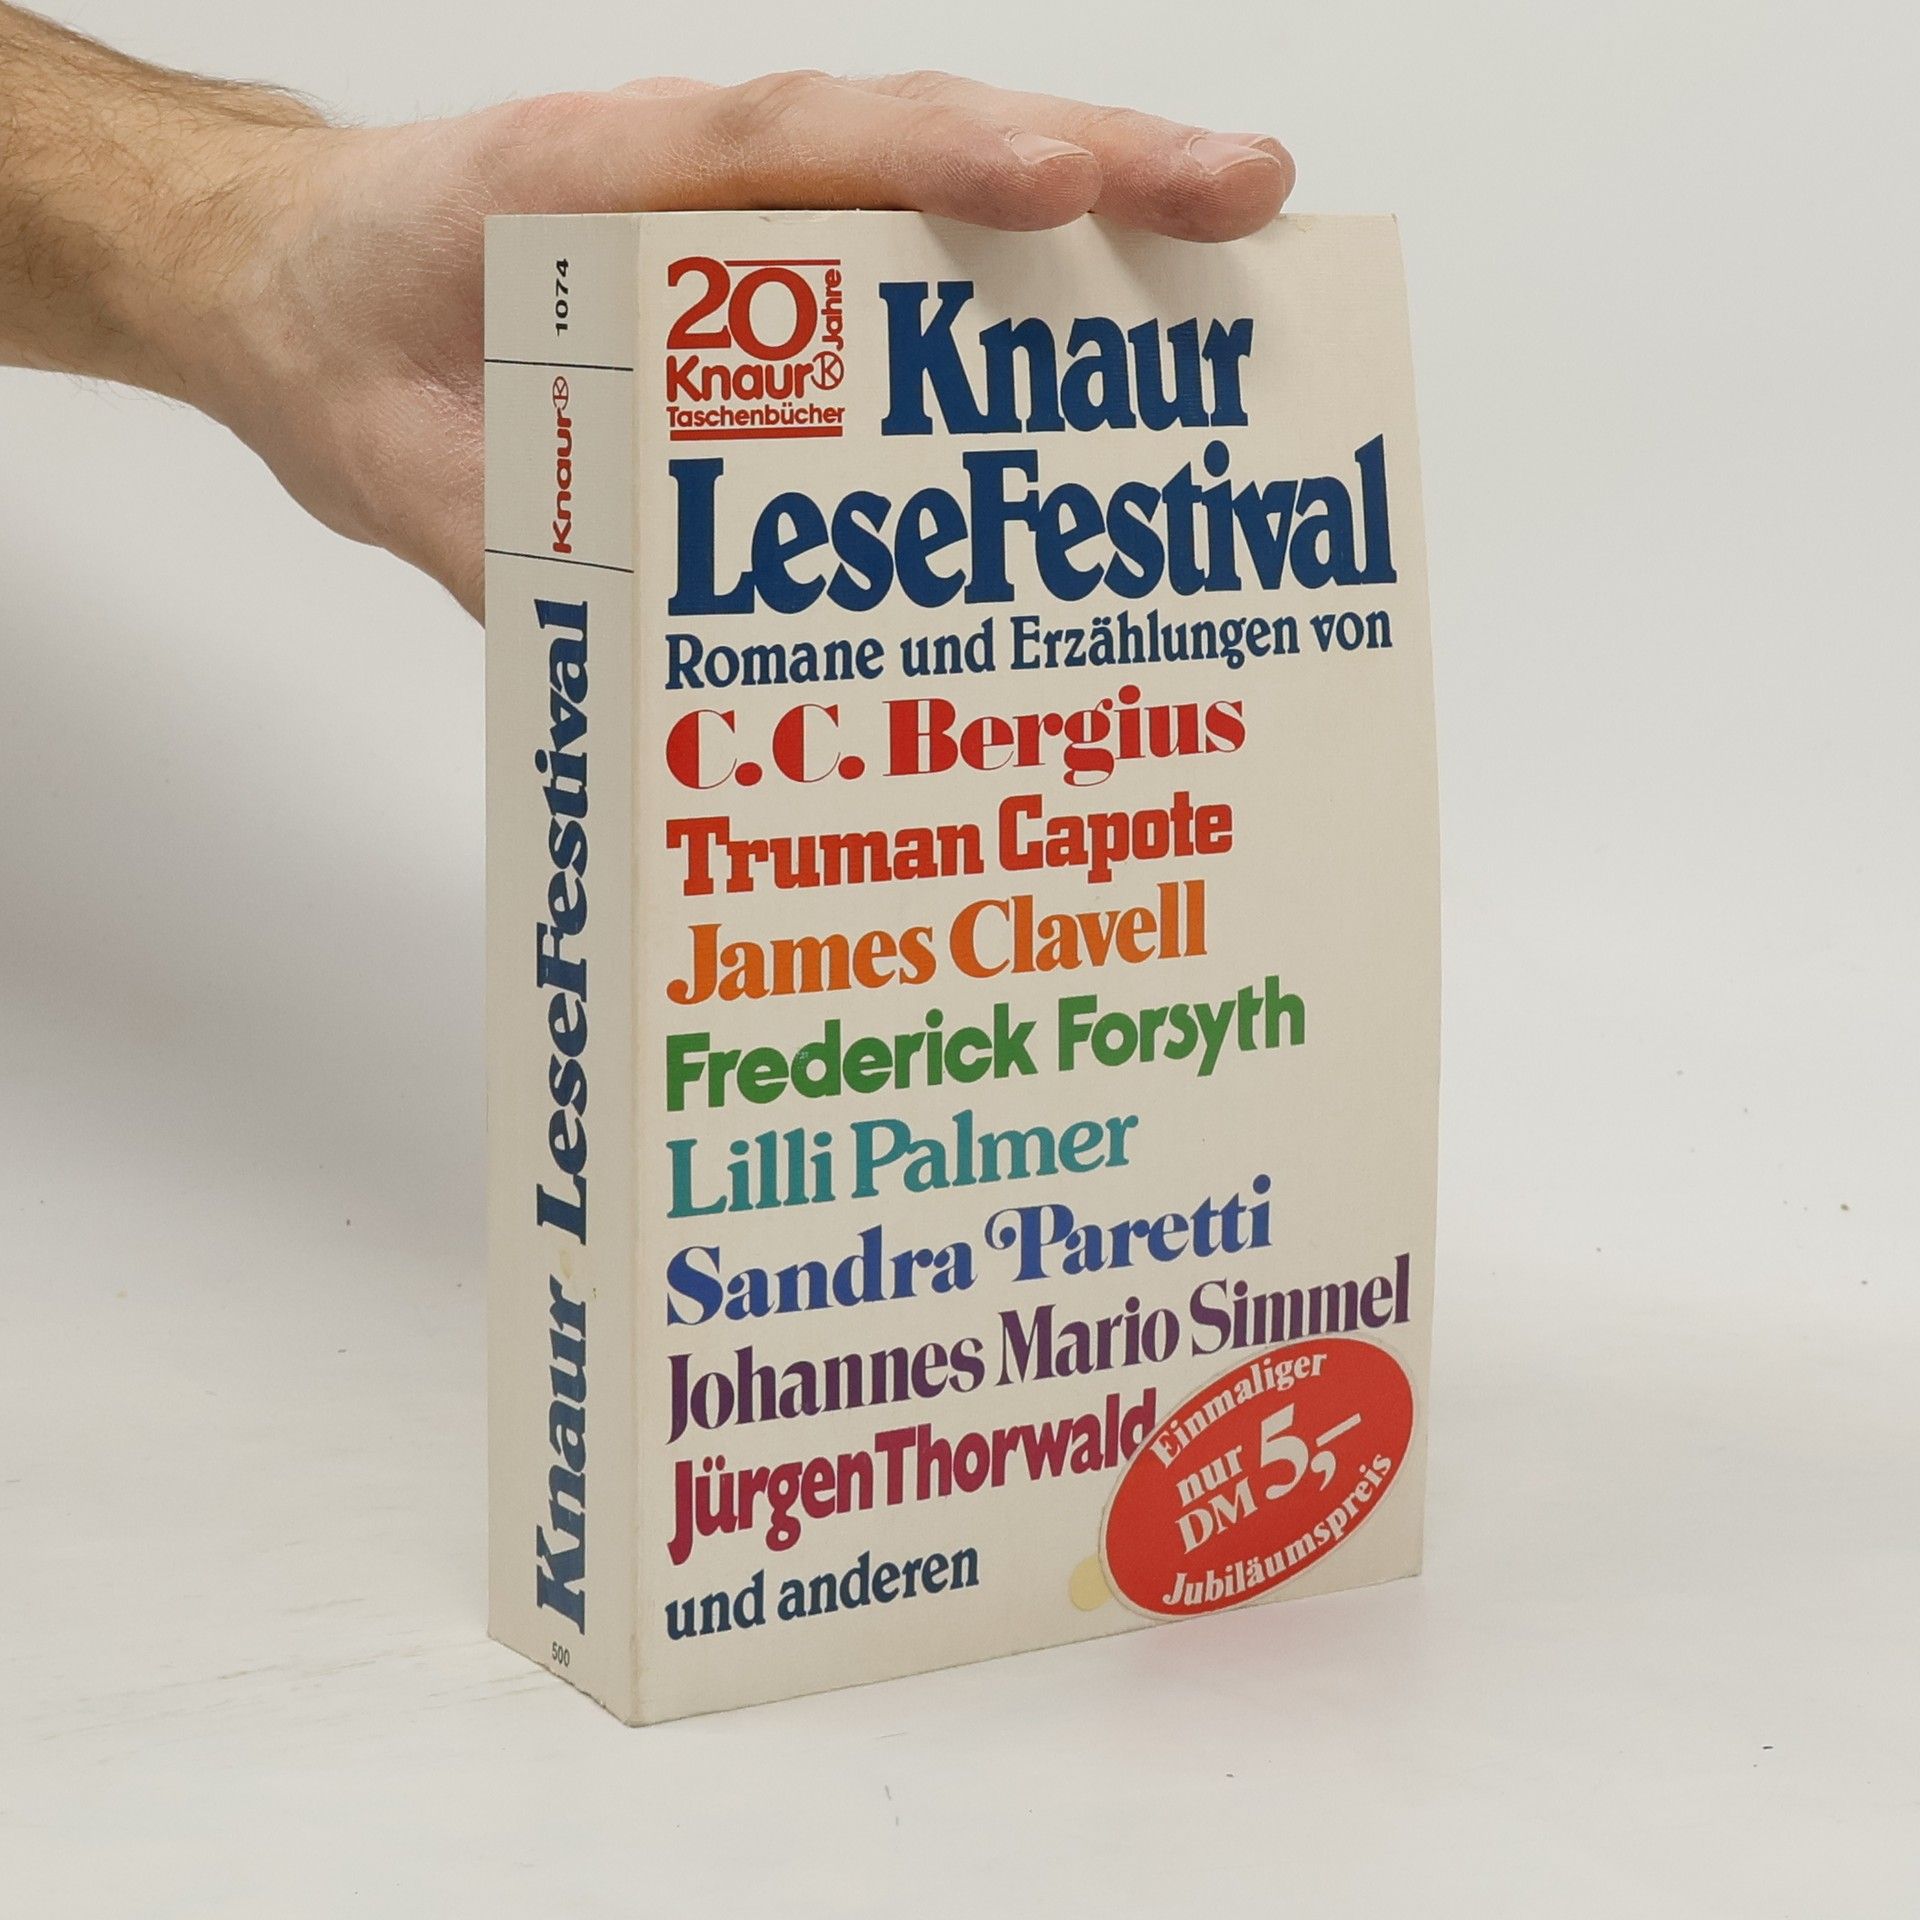 1074
Knaur
Knaur LeseFestival
500
20 Jahre
Knaur
Taschenbücher
Knaur
LeseFestival
Romane und Erzählungen von
C.C. Bergius
Truman Capote
James Clavell
Frederick Forsyth
Lilli Palmer
Sandra Paretti
Johannes Mario Simmel
Jürgen Thorwald
und anderen
Einmaliger
nur
DM 5,-
Jubiläumspreis